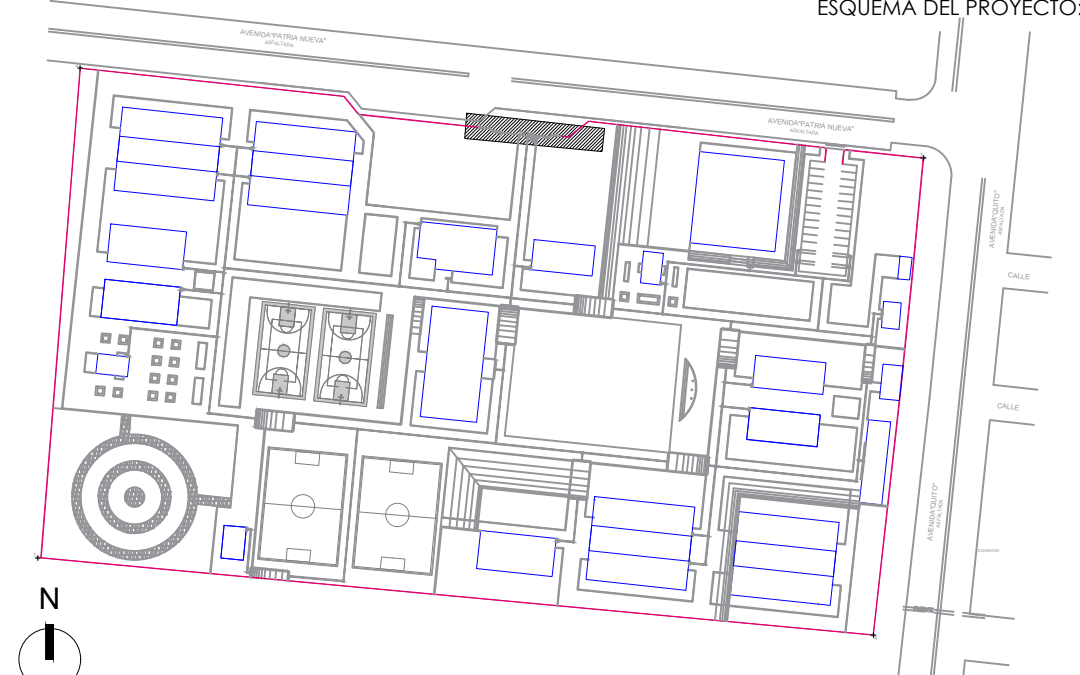 ESQUEMA DEL PROYECTO:
AVENIDA"PATRIA NUEVA"
ASFALTADA
AVENIDA"PATRIA NUEVA"
ASFALTADA
AVENIDA"QUITO"
ASFALTADA
CALLE
CALLE
AVENIDA"QUITO"
ASFALTADA
N